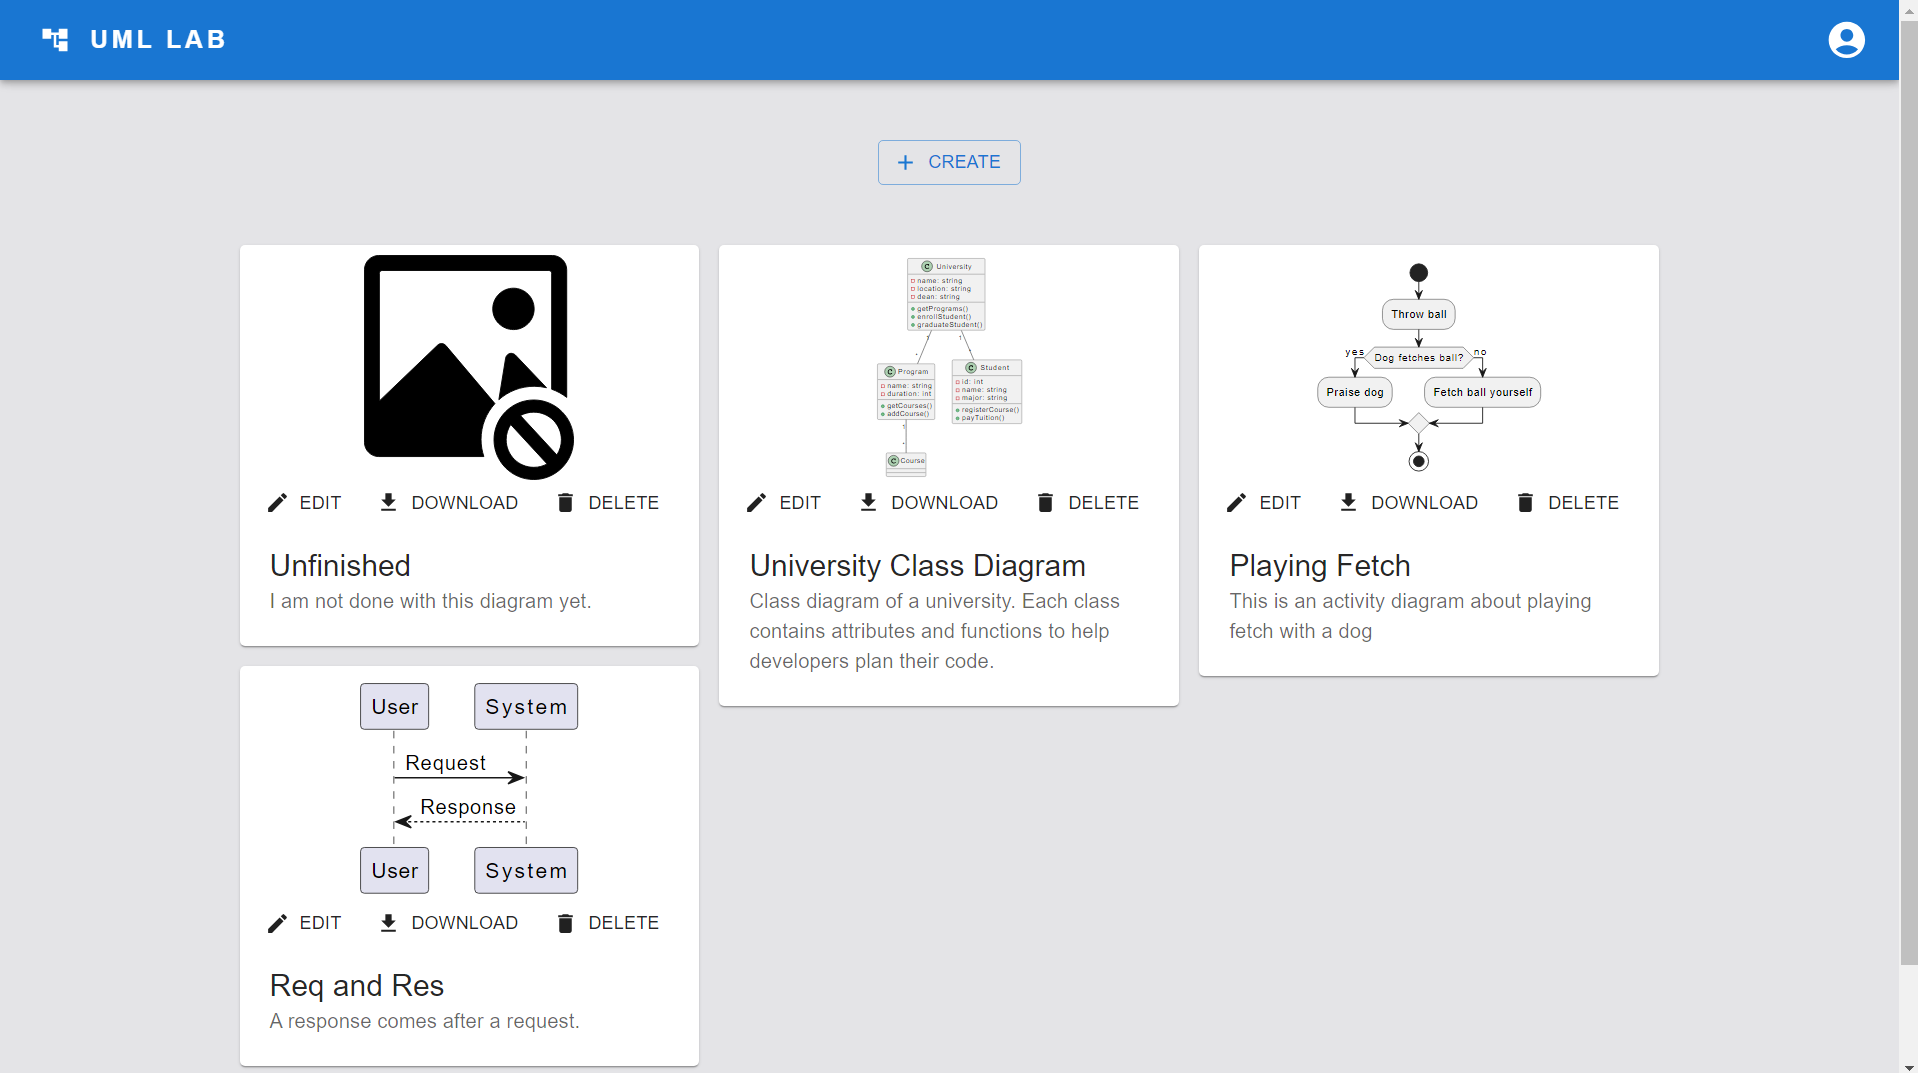 UML LAB
CREATE
EDIT DOWNLOAD DELETE
Unfinished
I am not done with this diagram yet.
C University
name: string
location: string
dean: string
getPrograms()
enrollStudent()
graduateStudent()
1 1
* *
C Program
name: string
duration: int
getCourses()
addCourse()
C Student
id: int
name: string
major: string
registerCourse()
payTuition()
1
*
C Course
EDIT DOWNLOAD DELETE
University Class Diagram
Class diagram of a university. Each class
contains attributes and functions to help
developers plan their code.
Throw ball
yes Dog fetches ball? no
Praise dog Fetch ball yourself
EDIT DOWNLOAD DELETE
Playing Fetch
This is an activity diagram about playing
fetch with a dog
User System
Request
Response
User System
EDIT DOWNLOAD DELETE
Req and Res
A response comes after a request.